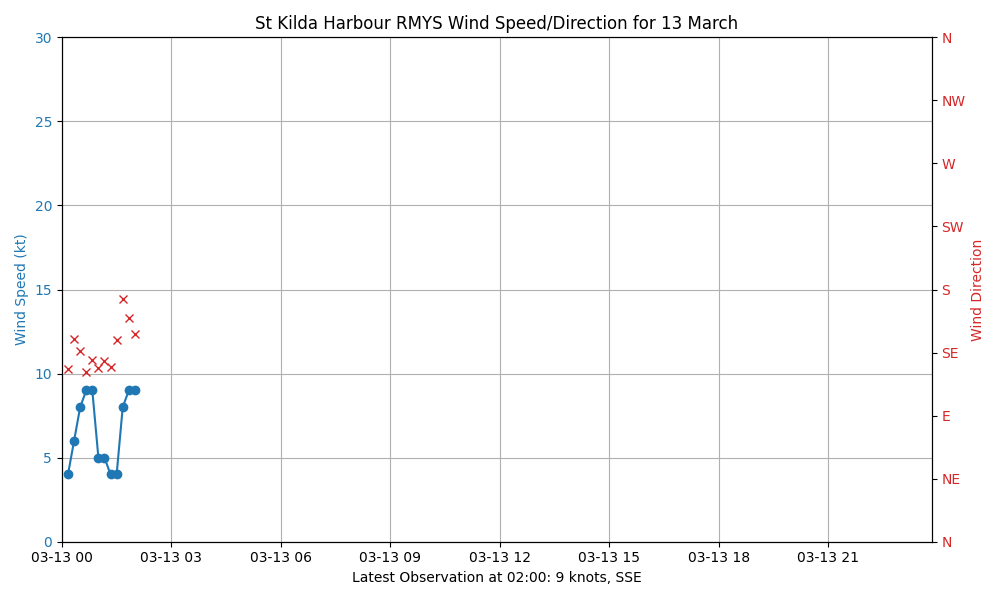 St Kilda Harbour RMYS Wind Speed/Direction for 13 March
30
25
20
15
10
5
0
Wind Speed (kt)
N
NW
W
SW
S
SE
E
NE
N
Wind Direction
03-13 00
03-13 03
03-13 06
03-13 09
03-13 12
03-13 15
03-13 18
03-13 21
Latest Observation at 02:00: 9 knots, SSE